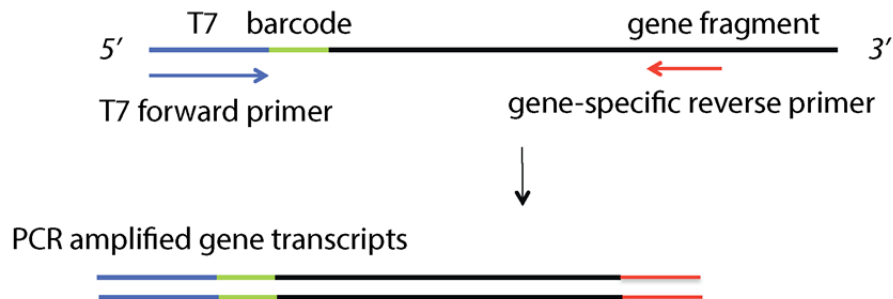 T7 barcode gene fragment
5′ 3′
T7 forward primer gene-specific reverse primer
PCR amplified gene transcripts